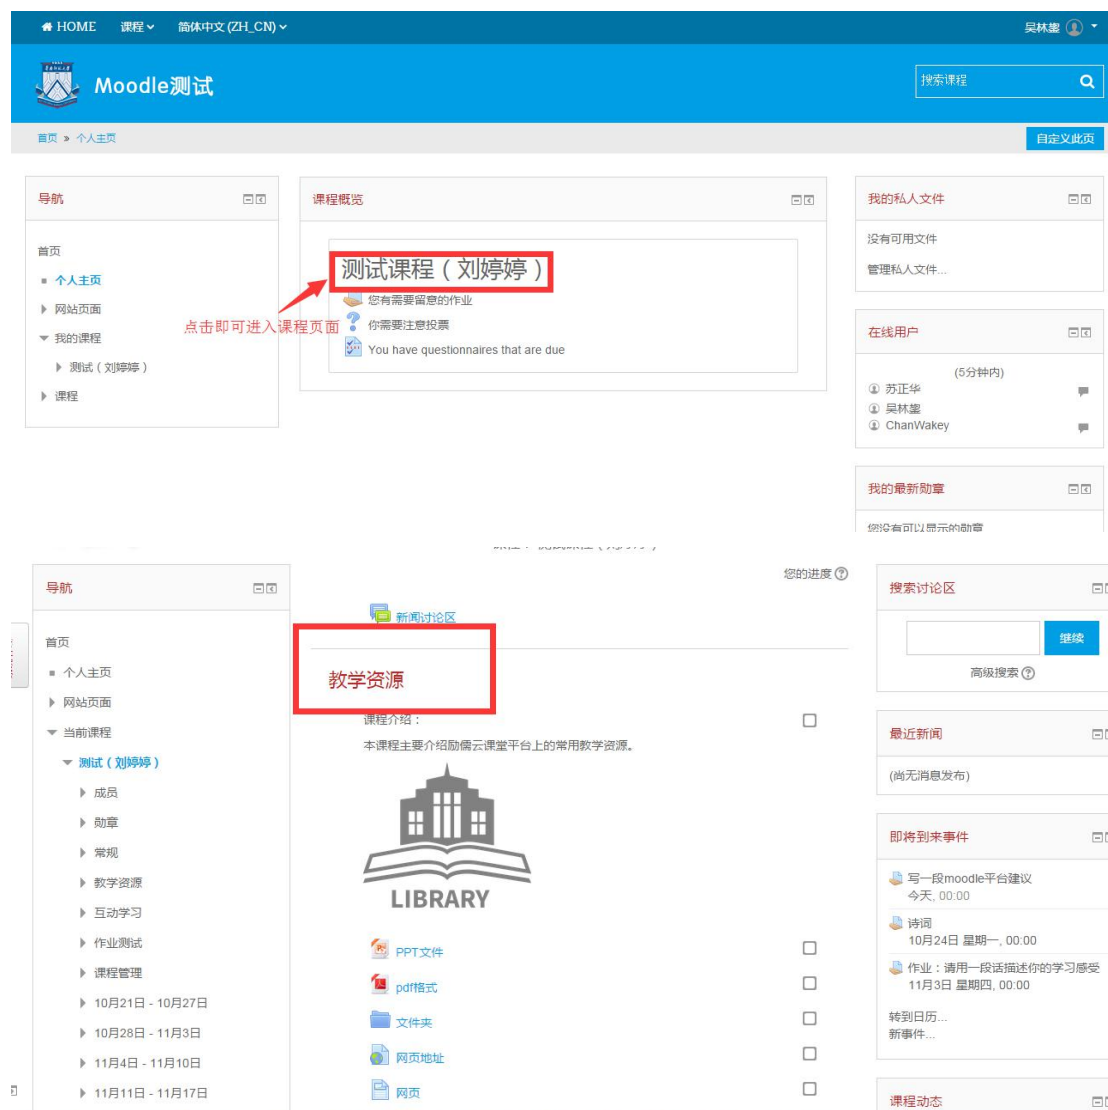 HOME 课程 简体中文 (ZH_CN)
吴林鋆
Moodle测试
搜索课程
首页 » 个人主页
自定义此页
导航
首页
个人主页
网站页面
我的课程
测试 ( 刘婷婷 )
课程
课程概览
测试课程 ( 刘婷婷 )
您有需要留意的作业
你需要注意投票
You have questionnaires that are due
点击即可进入课程页面
我的私人文件
没有可用文件
管理私人文件...
在线用户
(5分钟内)
苏正华
吴林鋆
ChanWakey
我的最新勋章
您没有可以显示的勋章
导航
首页
个人主页
网站页面
当前课程
测试 ( 刘婷婷 )
成员
勋章
常规
教学资源
互动学习
作业测试
课程管理
10月21日 - 10月27日
10月28日 - 11月3日
11月4日 - 11月10日
11月11日 - 11月17日
您的进度
新闻讨论区
教学资源
课程介绍：
本课程主要介绍励儒云课堂平台上的常用教学资源。
LIBRARY
PPT文件
pdf格式
文件夹
网页地址
网页
搜索讨论区
继续
高级搜索
最近新闻
(尚无消息发布)
即将到来事件
写一段moodle平台建议
今天, 00:00
诗词
10月24日 星期一, 00:00
作业：请用一段话描述你的学习感受
11月3日 星期四, 00:00
转到日历...
新事件...
课程动态